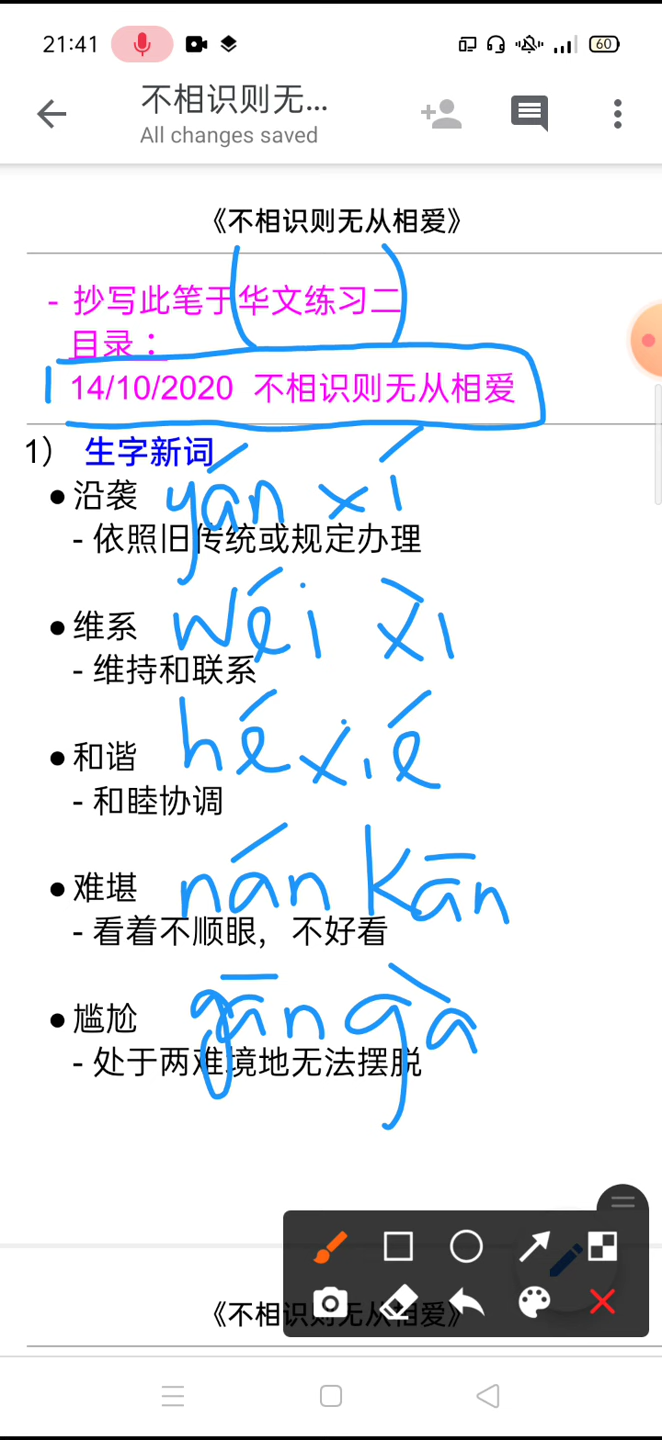 21:41
60
不相识则无...
All changes saved
《不相识则无从相爱》
- 抄写此笔于华文练习二
目录：
14/10/2020 不相识则无从相爱
1） 生字新词
●沿袭 yán xí
- 依照旧传统或规定办理
●维系 wéi xì
- 维持和联系
●和谐 héxié
- 和睦协调
●难堪 nán kān
- 看着不顺眼，不好看
●尴尬 gān gà
- 处于两难境地无法摆脱
《不相识则无从相爱》